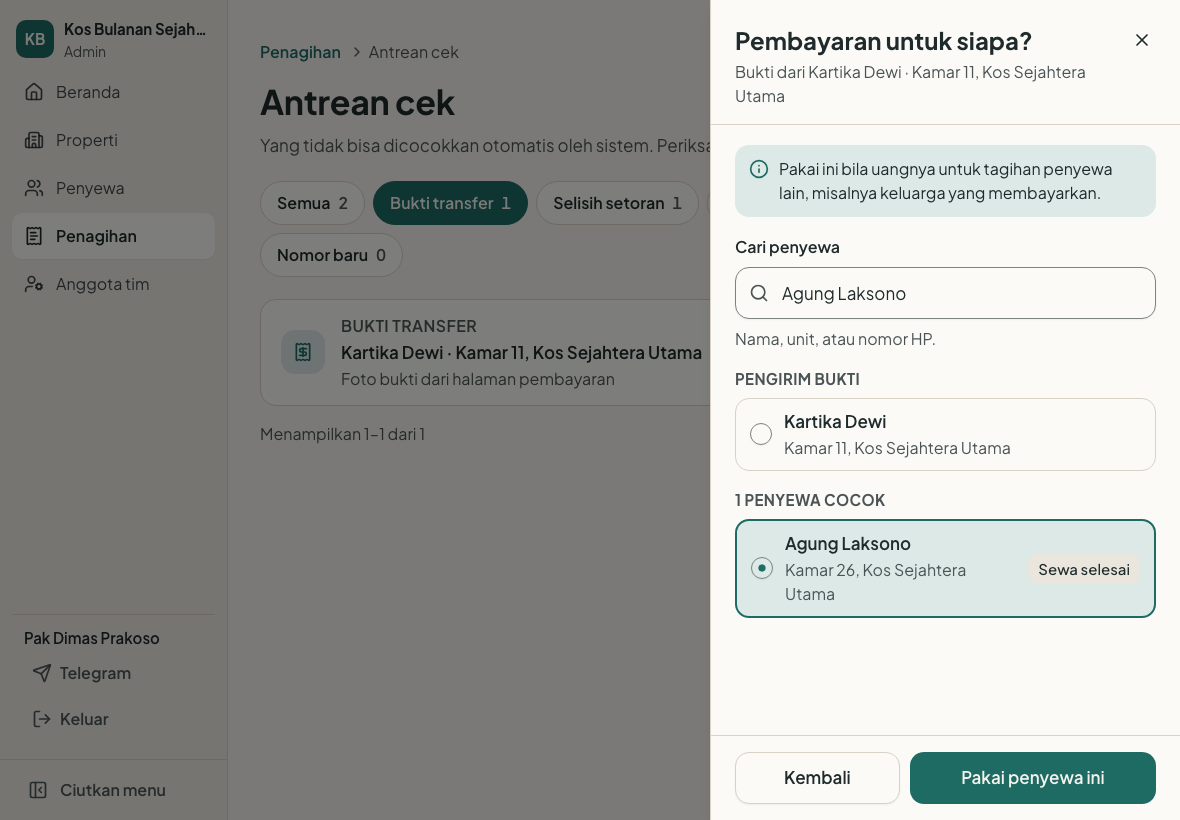 KB
Kos Bulanan Sejah…
Admin
Beranda
Properti
Penyewa
Penagihan
Anggota tim
Pak Dimas Prakoso
Telegram
Keluar
Ciutkan menu
Penagihan > Antrean cek
Antrean cek
Yang tidak bisa dicocokkan otomatis oleh sistem. Periksa
Semua 2
Bukti transfer 1
Selisih setoran 1
Nomor baru 0
BUKTI TRANSFER
Kartika Dewi · Kamar 11, Kos Sejahtera Utama
Foto bukti dari halaman pembayaran
Menampilkan 1–1 dari 1
Pembayaran untuk siapa?
Bukti dari Kartika Dewi · Kamar 11, Kos Sejahtera
Utama
Pakai ini bila uangnya untuk tagihan penyewa
lain, misalnya keluarga yang membayarkan.
Cari penyewa
Agung Laksono
Nama, unit, atau nomor HP.
PENGIRIM BUKTI
Kartika Dewi
Kamar 11, Kos Sejahtera Utama
1 PENYEWA COCOK
Agung Laksono
Kamar 26, Kos Sejahtera
Utama
Sewa selesai
Kembali
Pakai penyewa ini